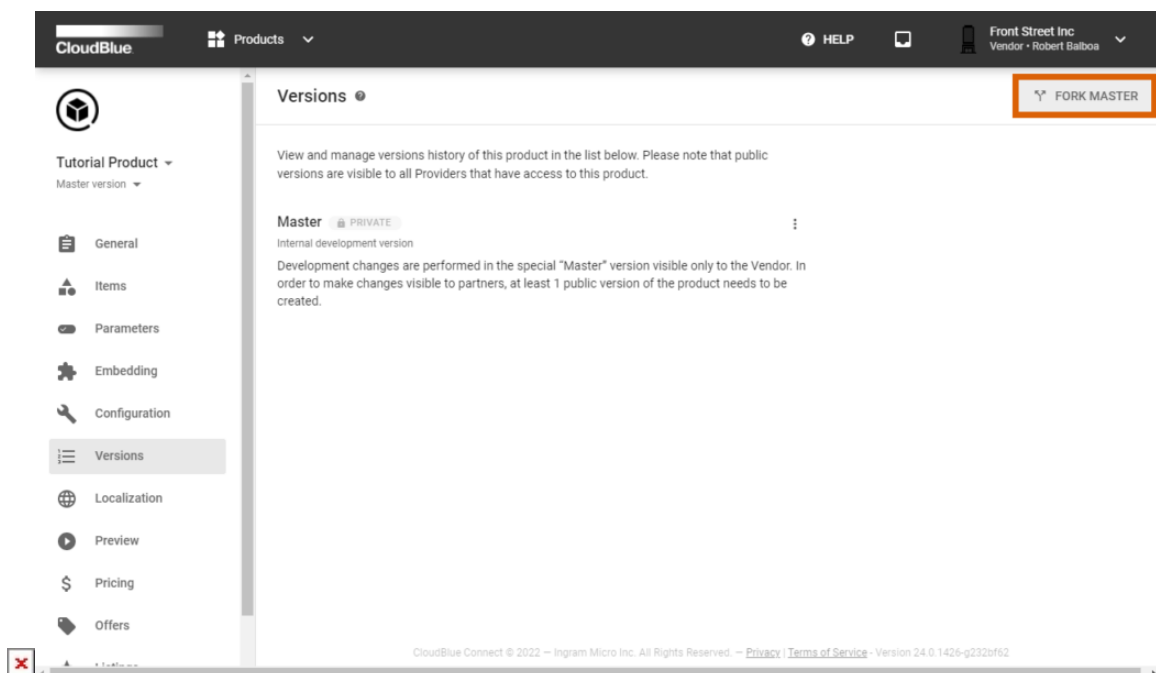 CloudBlue
Products
HELP
Front Street Inc
Vendor • Robert Balboa
Versions
FORK MASTER
Tutorial Product
Master version
View and manage versions history of this product in the list below. Please note that public
versions are visible to all Providers that have access to this product.
Master PRIVATE
Internal development version
Development changes are performed in the special “Master” version visible only to the Vendor. In
order to make changes visible to partners, at least 1 public version of the product needs to be
created.
General
Items
Parameters
Embedding
Configuration
Versions
Localization
Preview
Pricing
Offers
CloudBlue Connect © 2022 — Ingram Micro Inc. All Rights Reserved. — Privacy | Terms of Service - Version 24.0.1426-g232bf62